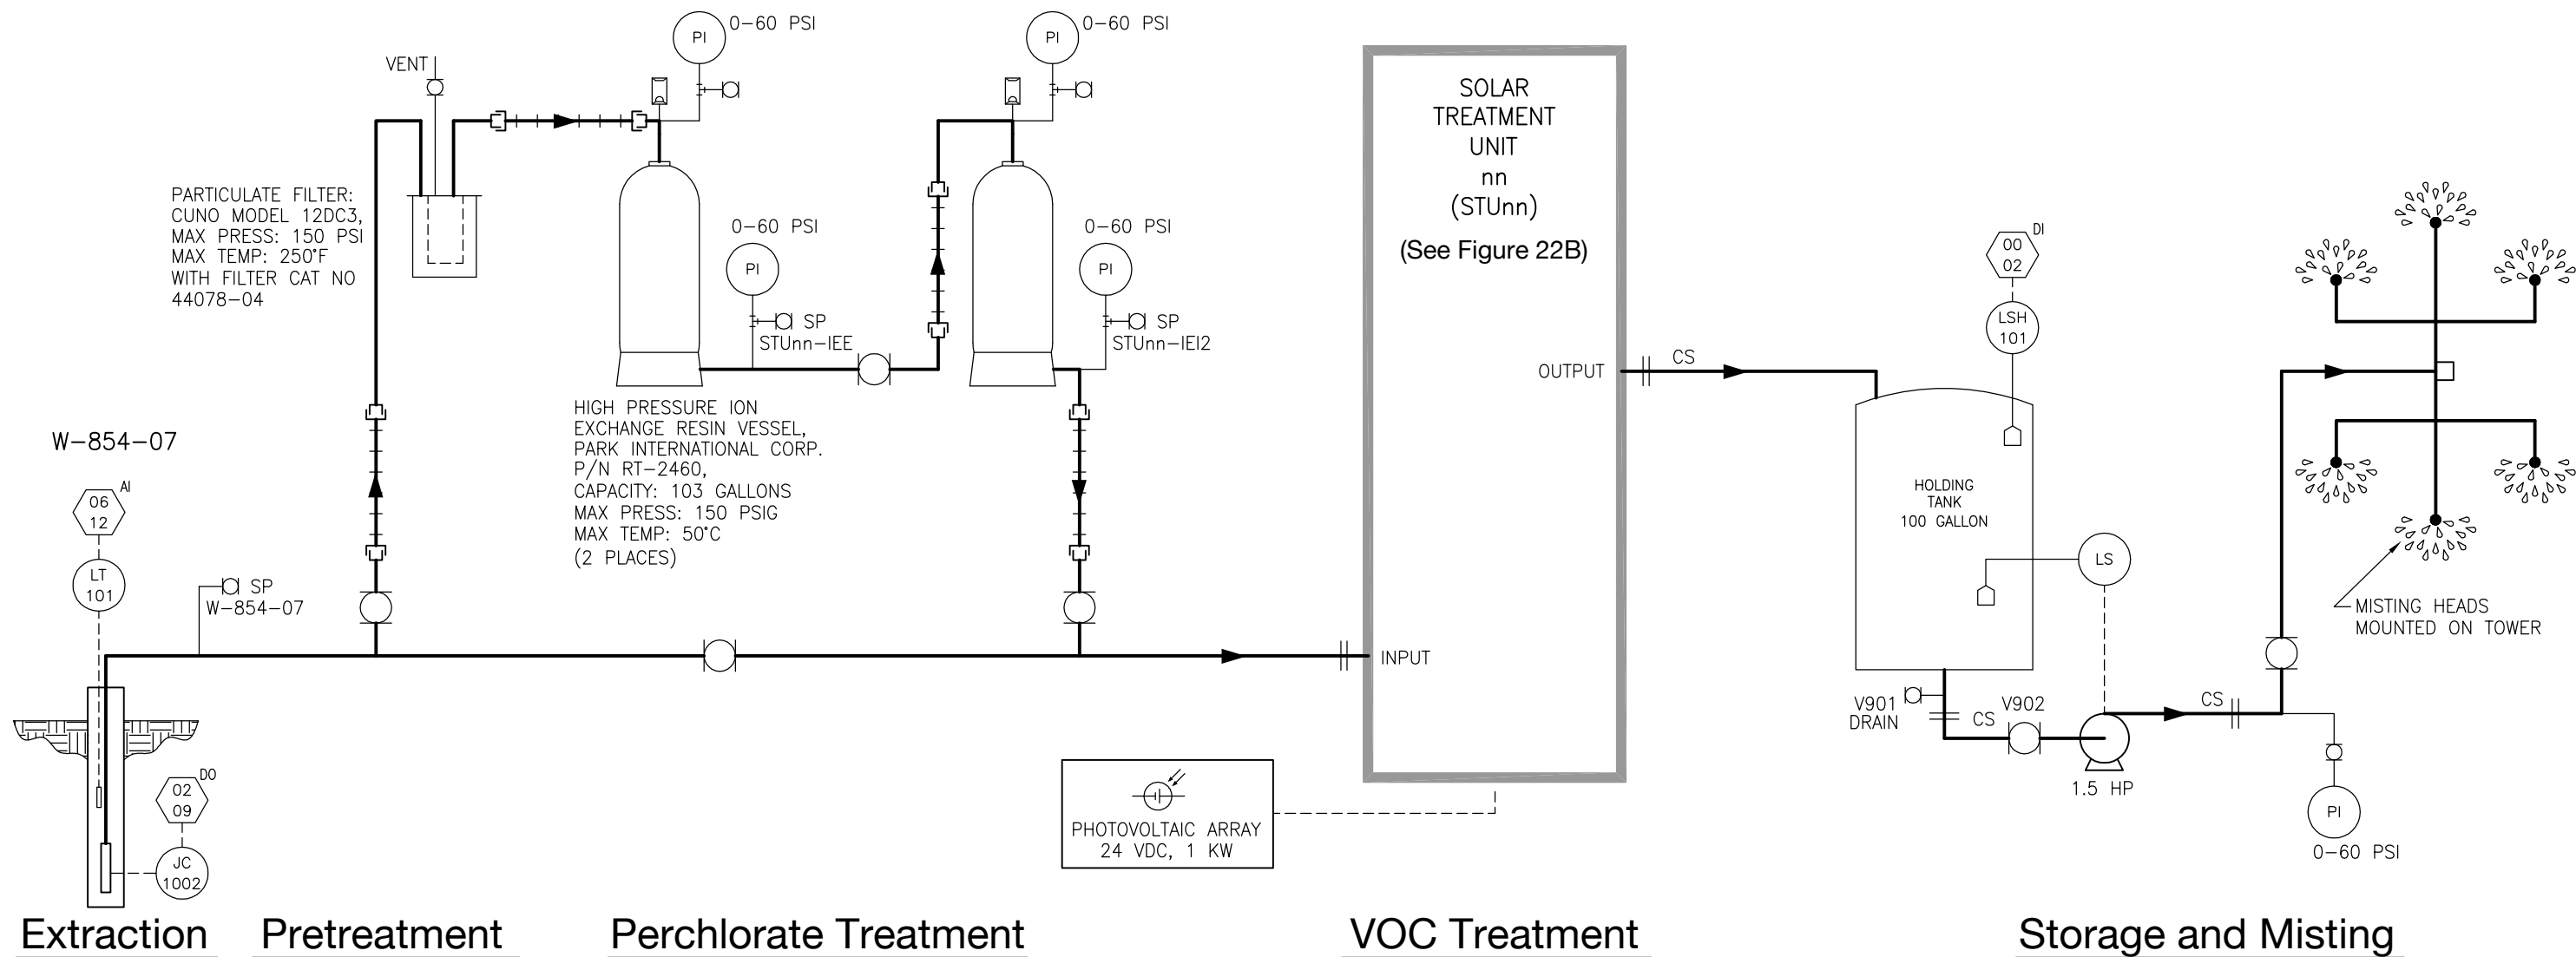 W-854-07
06
12
AI
LT
101
SP
W-854-07
02
09
DO
JC
1002
VENT
PARTICULATE FILTER:
CUNO MODEL 12DC3,
MAX PRESS: 150 PSI
MAX TEMP: 250°F
WITH FILTER CAT NO
44078-04
PI
0-60 PSI
0-60 PSI
PI
SP
STUnn-IEE
HIGH PRESSURE ION
EXCHANGE RESIN VESSEL,
PARK INTERNATIONAL CORP.
P/N RT-2460,
CAPACITY: 103 GALLONS
MAX PRESS: 150 PSIG
MAX TEMP: 50°C
(2 PLACES)
PI
0-60 PSI
0-60 PSI
PI
SP
STUnn-IEI2
SOLAR
TREATMENT
UNIT
nn
(STUnn)
(See Figure 22B)
OUTPUT
INPUT
PHOTOVOLTAIC ARRAY
24 VDC, 1 KW
CS
00
02
DI
LSH
101
HOLDING
TANK
100 GALLON
LS
V901
DRAIN
CS
V902
1.5 HP
CS
PI
0-60 PSI
MISTING HEADS
MOUNTED ON TOWER
Extraction
Pretreatment
Perchlorate Treatment
VOC Treatment
Storage and Misting